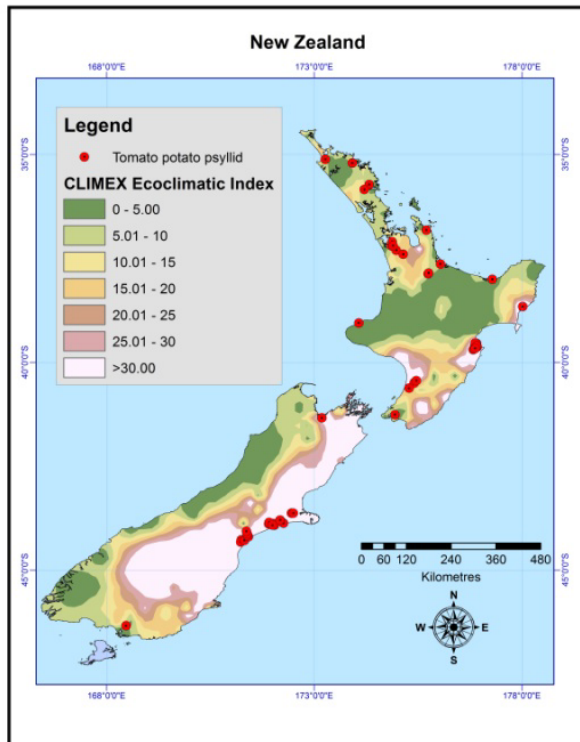 New Zealand
168°0'0"E 173°0'0"E 178°0'0"E
Legend
Tomato potato psyllid
CLIMEX Ecoclimatic Index
0 - 5.00
5.01 - 10
10.01 - 15
15.01 - 20
20.01 - 25
25.01 - 30
>30.00
35°0'0"S 35°0'0"S
40°0'0"S 40°0'0"S
45°0'0"S 45°0'0"S
0 60 120 240 360 480
Kilometres
N
W E
S
168°0'0"E 173°0'0"E 178°0'0"E